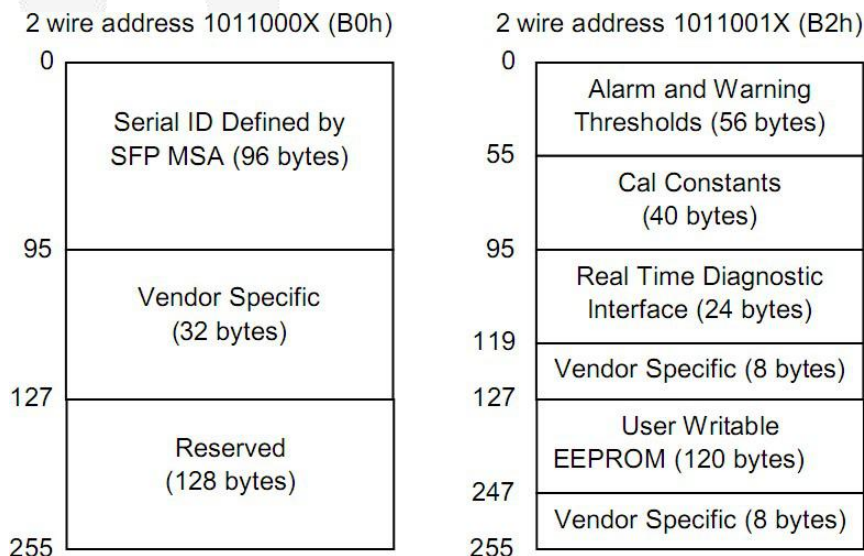 2 wire address 1011000X (B0h)
0
Serial ID Defined by
SFP MSA (96 bytes)
95
Vendor Specific
(32 bytes)
127
Reserved
(128 bytes)
255
2 wire address 1011001X (B2h)
0
Alarm and Warning
Thresholds (56 bytes)
55
Cal Constants
(40 bytes)
95
Real Time Diagnostic
Interface (24 bytes)
119
Vendor Specific (8 bytes)
127
User Writable
EEPROM (120 bytes)
247
Vendor Specific (8 bytes)
255